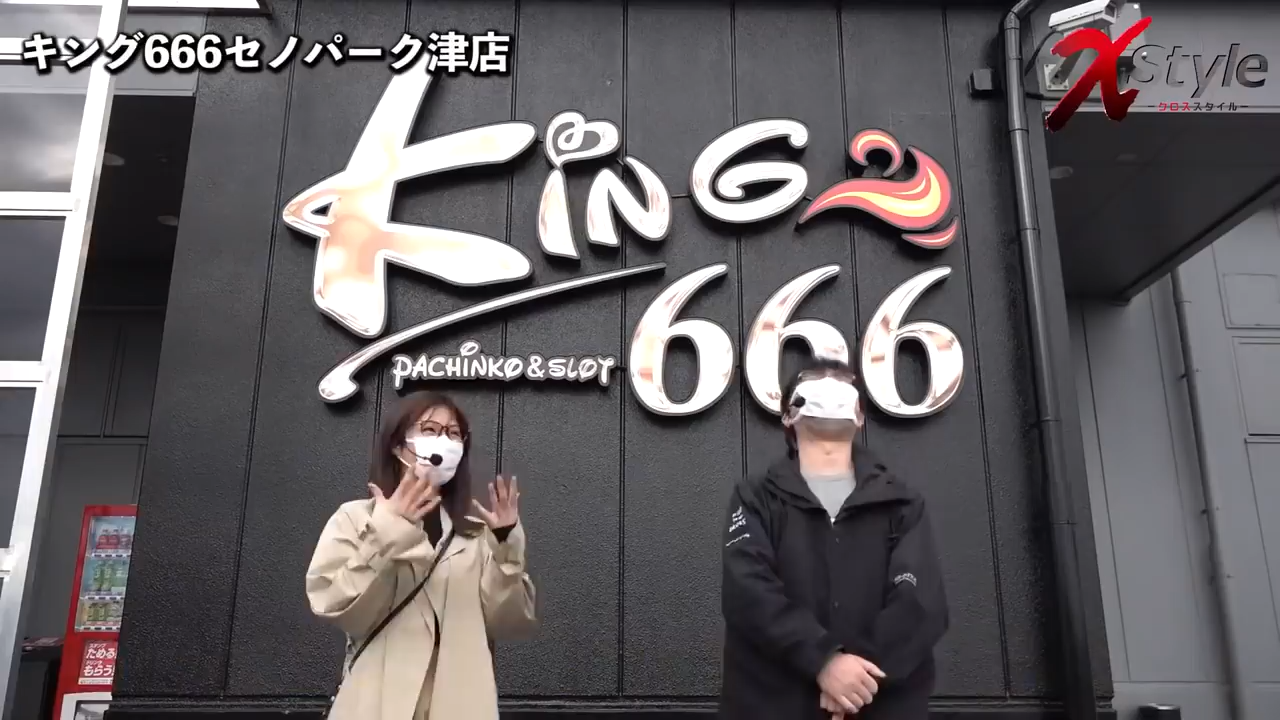 キング666セノパーク津店
X Style
クロススタイル
KING
666
PACHINKO & SLOT
ためる
もらう